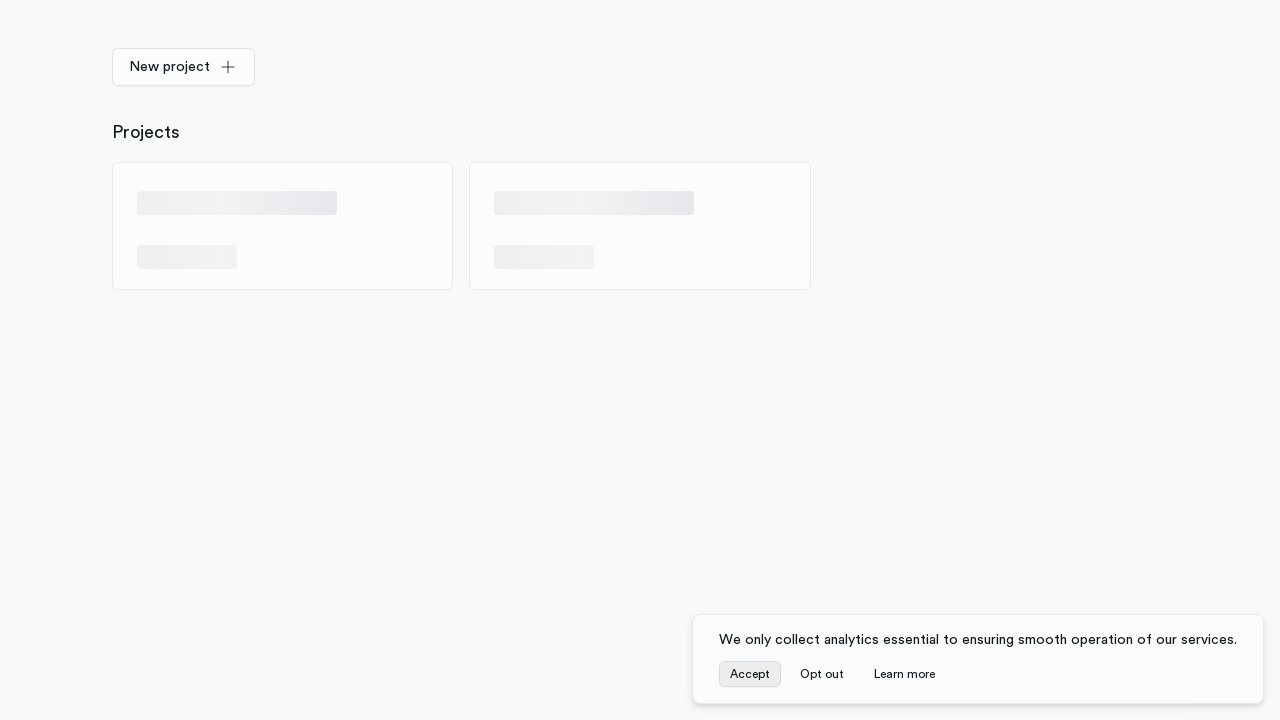 New project
Projects
We only collect analytics essential to ensuring smooth operation of our services.
Accept Opt out Learn more